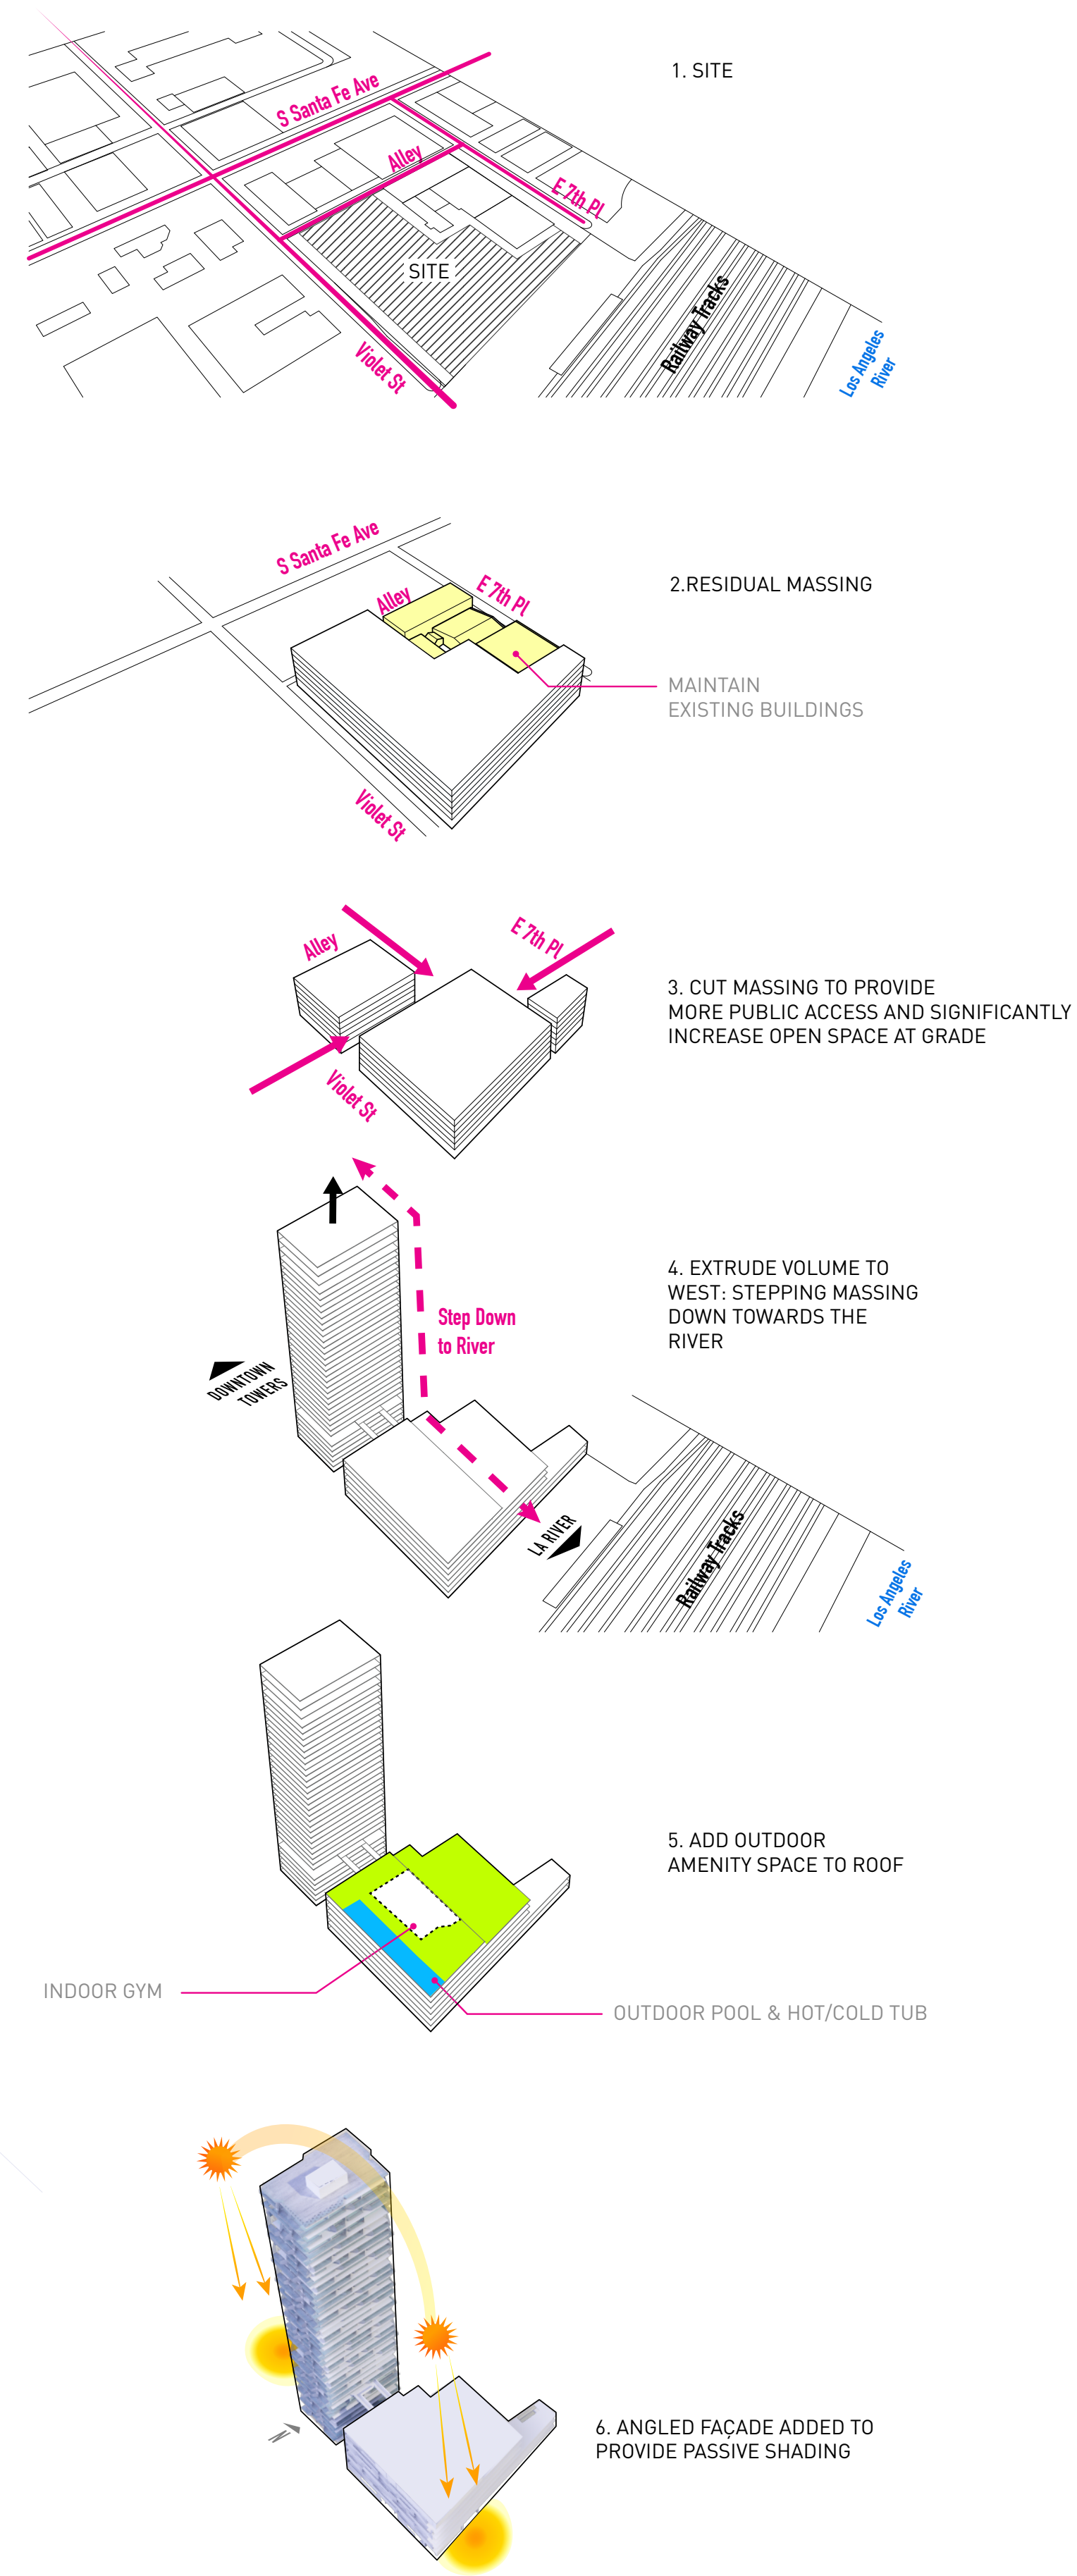 1. SITE
S Santa Fe Ave
Alley
E 7th Pl
SITE
Railway Tracks
Violet St
Los Angeles
River
S Santa Fe Ave
Alley
E 7th Pl
2.RESIDUAL MASSING
MAINTAIN
EXISTING BUILDINGS
Violet St
Alley
E 7th Pl
3. CUT MASSING TO PROVIDE
MORE PUBLIC ACCESS AND SIGNIFICANTLY
INCREASE OPEN SPACE AT GRADE
Violet St
4. EXTRUDE VOLUME TO
WEST: STEPPING MASSING
DOWN TOWARDS THE
RIVER
Step Down
to River
DOWNTOWN
TOWERS
LA RIVER
Railway Tracks
Los Angeles
River
5. ADD OUTDOOR
AMENITY SPACE TO ROOF
INDOOR GYM
OUTDOOR POOL & HOT/COLD TUB
6. ANGLED FAÇADE ADDED TO
PROVIDE PASSIVE SHADING